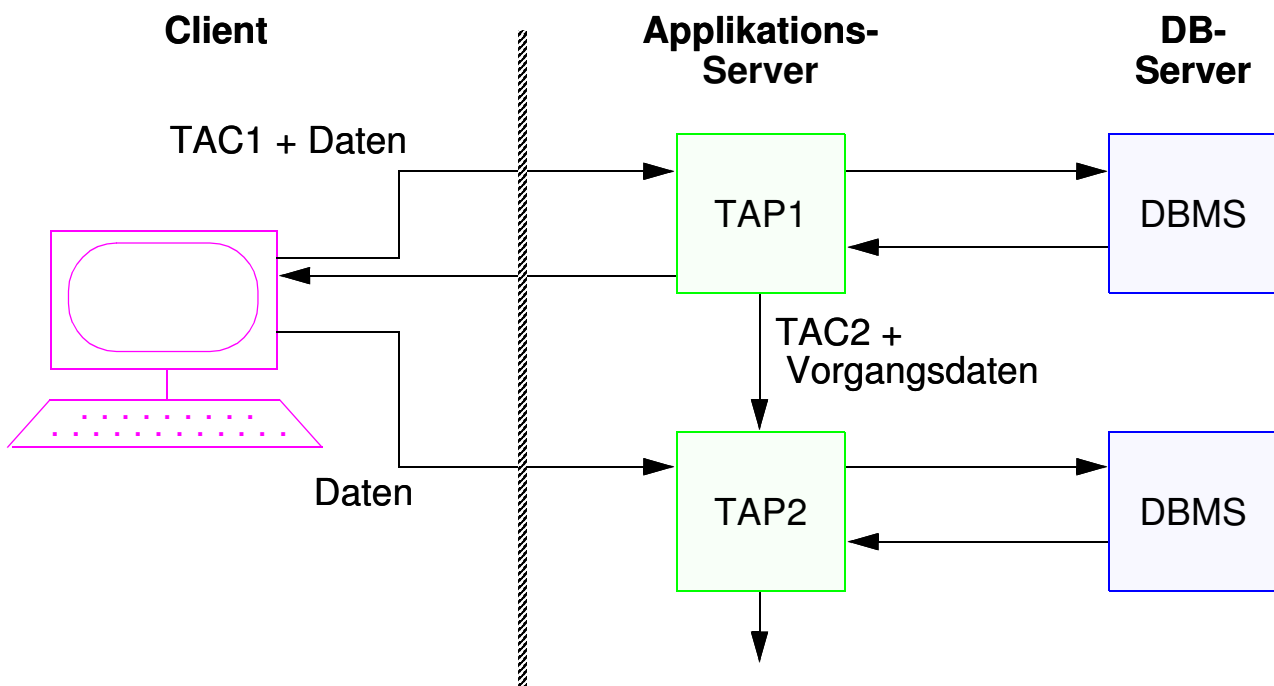 Client
Applikations-
Server
DB-
Server
TAC1 + Daten
TAP1
DBMS
TAC2 +
Vorgangsdaten
Daten
TAP2
DBMS